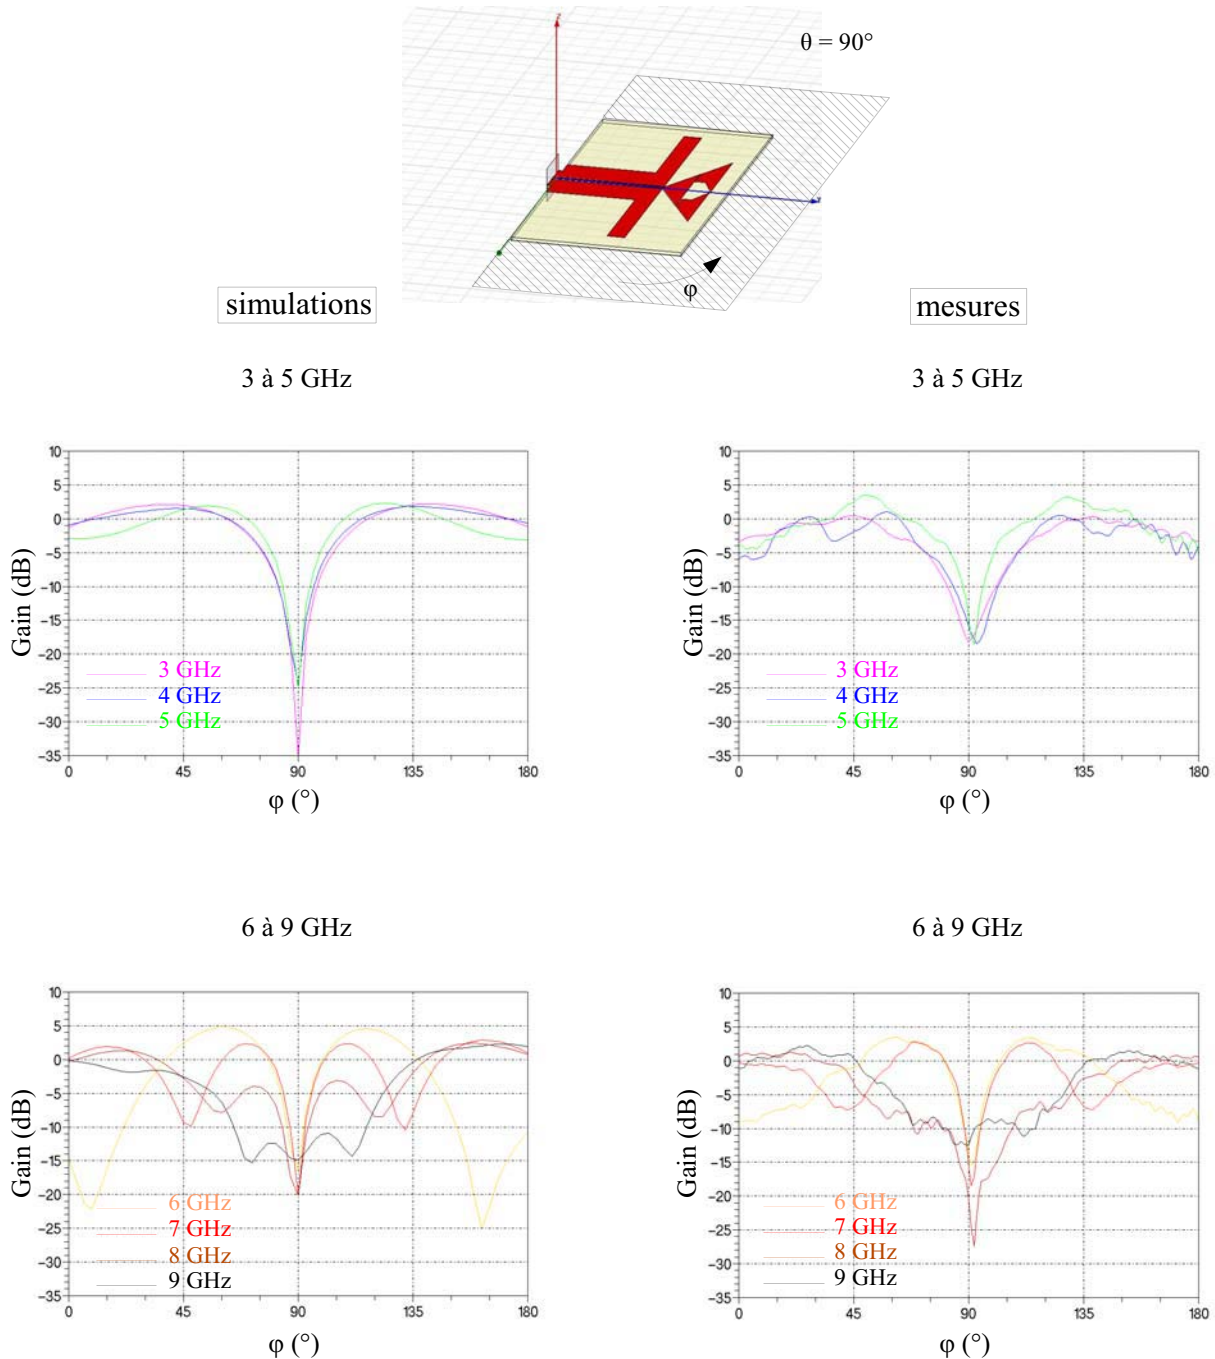 z
θ = 90°
x
φ
simulations
mesures
3 à 5 GHz
3 à 5 GHz
10
5
0
−5
−10
−15
−20
−25
−30
−35
0
45
90
135
180
Gain (dB)
φ (°)
3 GHz
4 GHz
5 GHz
10
5
0
−5
−10
−15
−20
−25
−30
−35
0
45
90
135
180
Gain (dB)
φ (°)
3 GHz
4 GHz
5 GHz
6 à 9 GHz
6 à 9 GHz
10
5
0
−5
−10
−15
−20
−25
−30
−35
0
45
90
135
180
Gain (dB)
φ (°)
6 GHz
7 GHz
8 GHz
9 GHz
10
5
0
−5
−10
−15
−20
−25
−30
−35
0
45
90
135
180
Gain (dB)
φ (°)
6 GHz
7 GHz
8 GHz
9 GHz